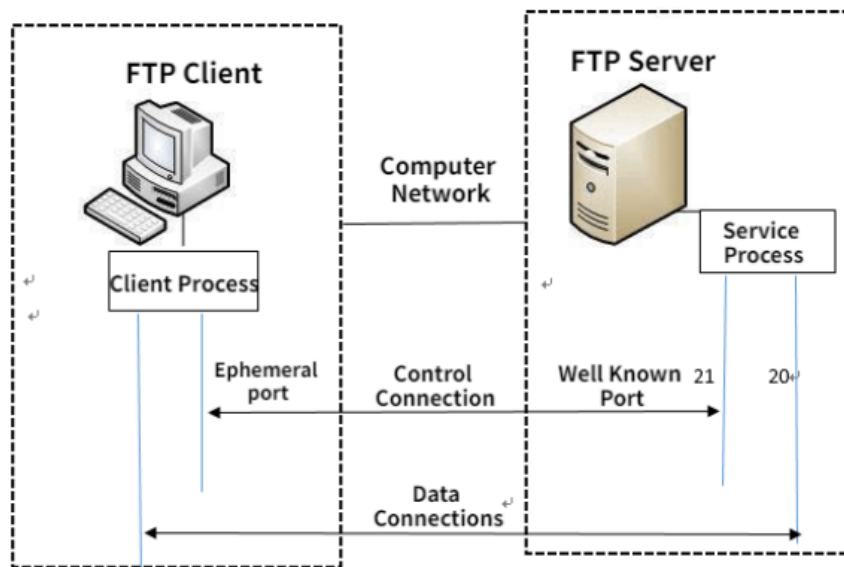 FTP Client
FTP Server
Computer
Network
Service
Process
Client Process
Ephemeral
port
Control
Connection
Well Known
Port
21
20
Data
Connections